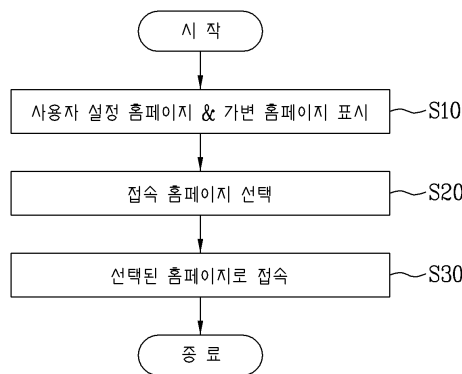 시 작
사용자 설정 홈페이지 & 가변 홈페이지 표시 S10
접속 홈페이지 선택 S20
선택된 홈페이지로 접속 S30
종 료